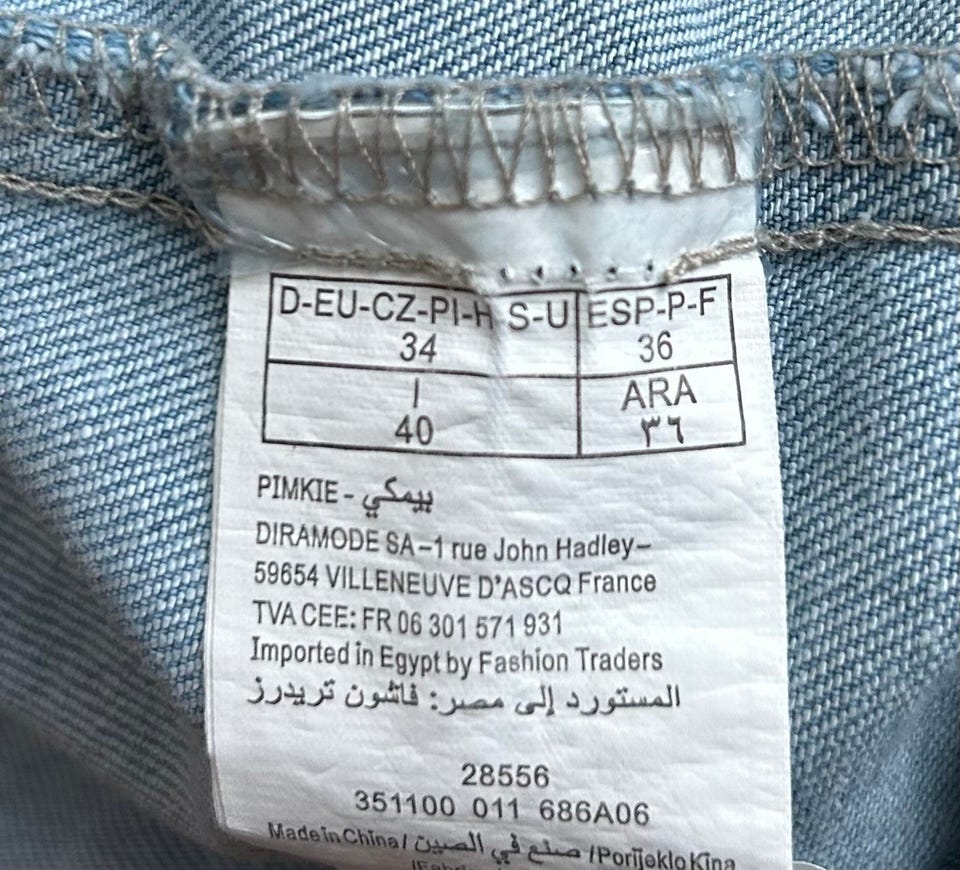 D-EU-CZ-PI-H S-U ESP-P-F
34 36
I ARA
40 ٣٦
PIMKIE - بيمكي
DIRAMODE SA–1 rue John Hadley–
59654 VILLENEUVE D'ASCQ France
TVA CEE: FR 06 301 571 931
Imported in Egypt by Fashion Traders
المستورد إلى مصر: فاشون تريدرز
28556
351100 011 686A06
Made in China / صنع في الصين / Porijeklo Kina